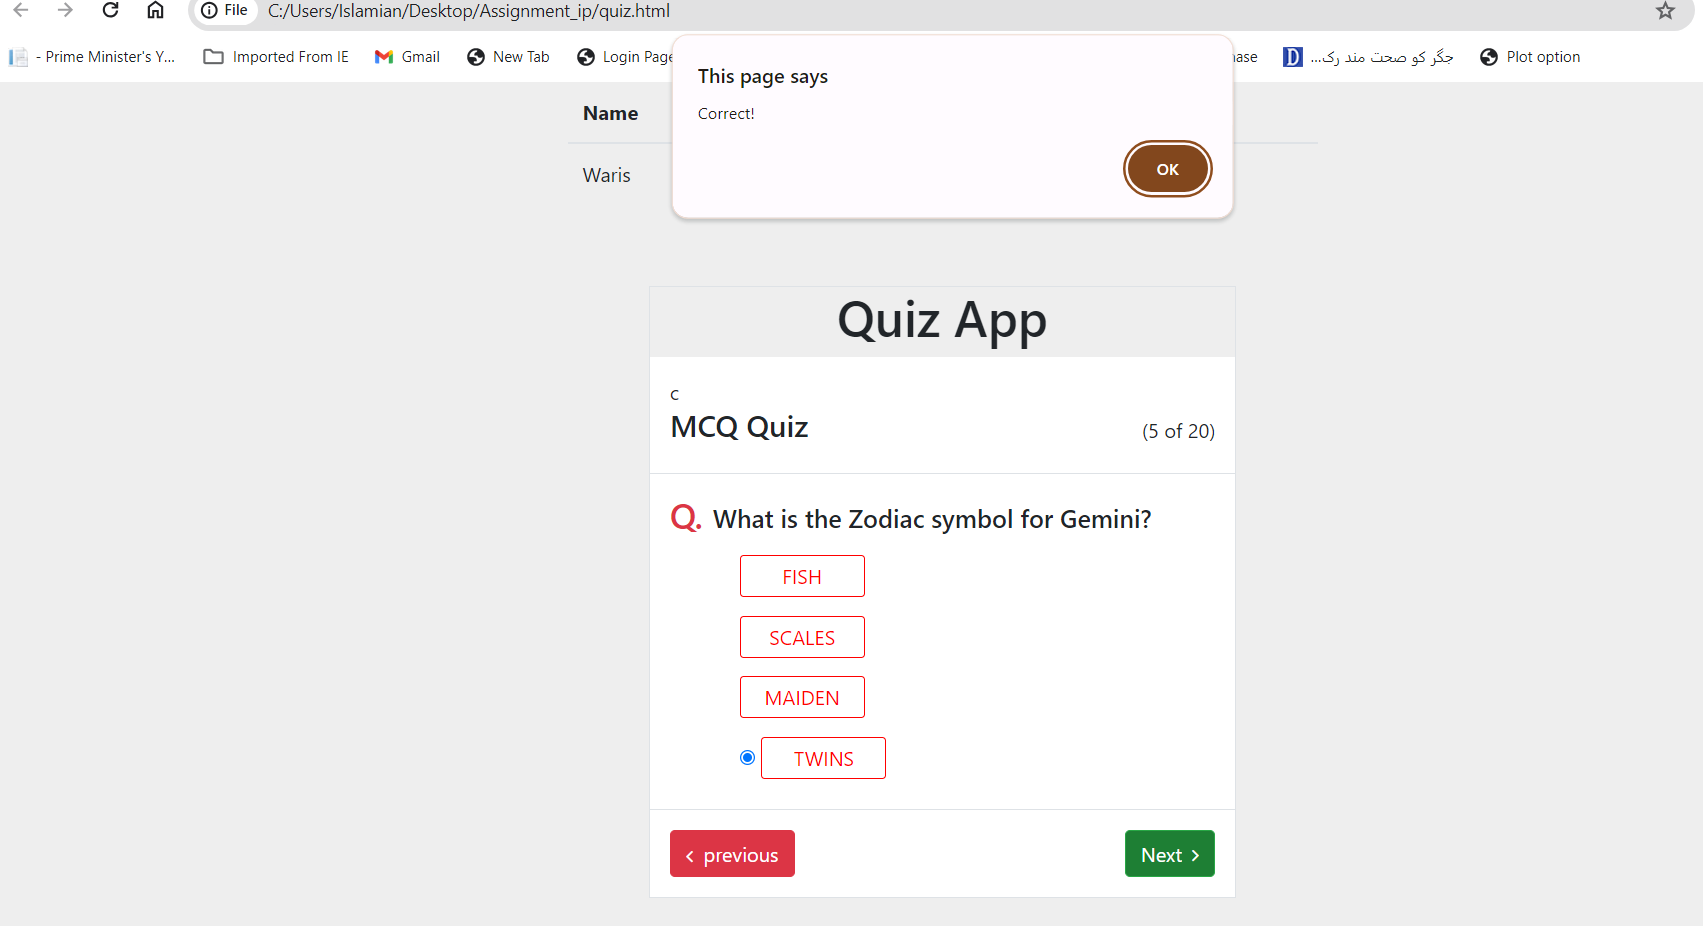 File C:/Users/Islamian/Desktop/Assignment_ip/quiz.html
- Prime Minister's Y... Imported From IE Gmail New Tab Login Page جگر کو صحت مند رک... Plot option
This page says
Correct!
OK
Name
Waris
Quiz App
C
MCQ Quiz (5 of 20)
Q. What is the Zodiac symbol for Gemini?
FISH
SCALES
MAIDEN
TWINS
previous Next